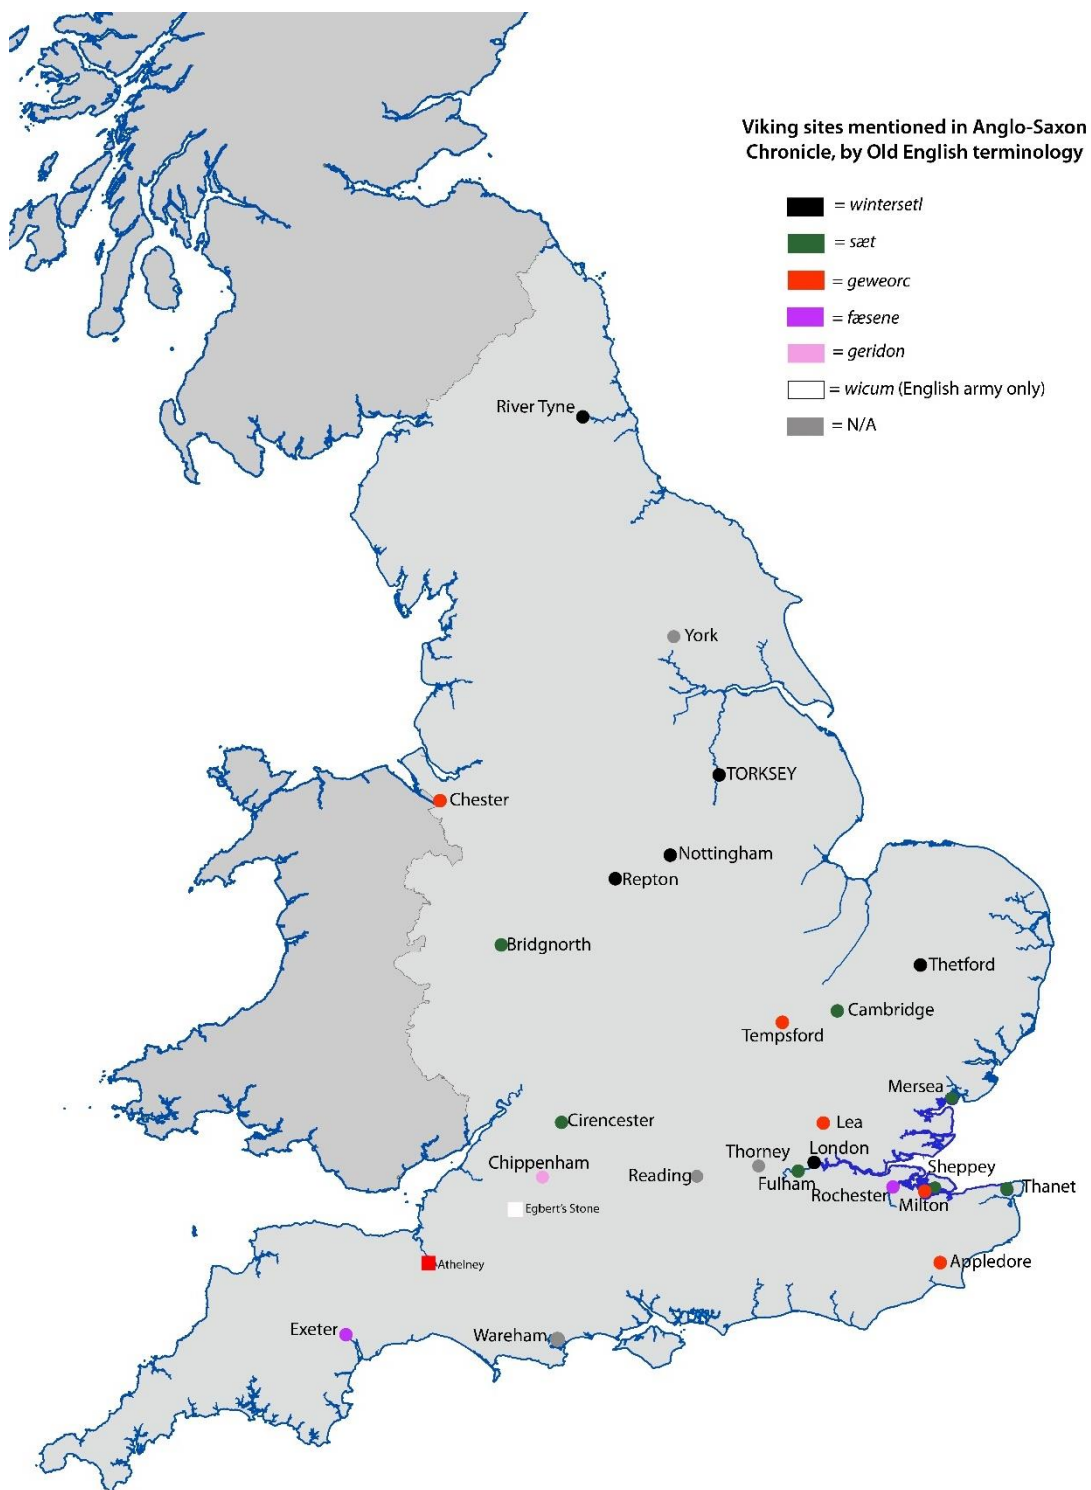 Viking sites mentioned in Anglo-Saxon
Chronicle, by Old English terminology
= wintersetl
= sæt
= geweorc
= fæsene
= geridon
= wicum (English army only)
= N/A
River Tyne
York
TORKSEY
Chester
Nottingham
Repton
Bridgnorth
Thetford
Cambridge
Tempsford
Mersea
Cirencester
Lea
London
Thorney
Chippenham
Reading
Fulham
Sheppey
Rochester
Milton
Thanet
Egbert's Stone
Athelney
Appledore
Exeter
Wareham